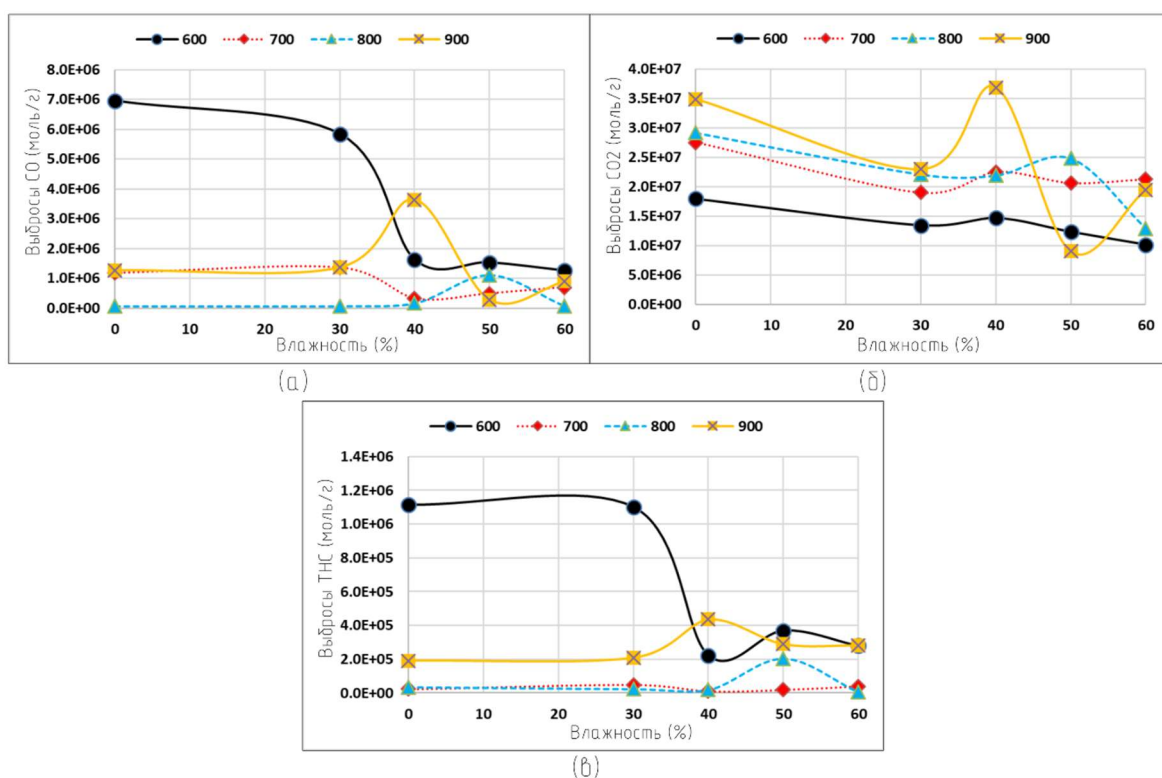 600 700 800 900
8.0E+06
7.0E+06
6.0E+06
5.0E+06
4.0E+06
3.0E+06
2.0E+06
1.0E+06
0.0E+00
Выбросы CO (моль/г)
0 10 20 30 40 50 60
Влажность (%)
(а)
600 700 800 900
4.0E+07
3.5E+07
3.0E+07
2.5E+07
2.0E+07
1.5E+07
1.0E+07
5.0E+06
0.0E+00
Выбросы CO2 (моль/г)
0 10 20 30 40 50 60
Влажность (%)
(б)
600 700 800 900
1.4E+06
1.2E+06
1.0E+06
8.0E+05
6.0E+05
4.0E+05
2.0E+05
0.0E+00
Выбросы THC (моль/г)
0 10 20 30 40 50 60
Влажность (%)
(в)